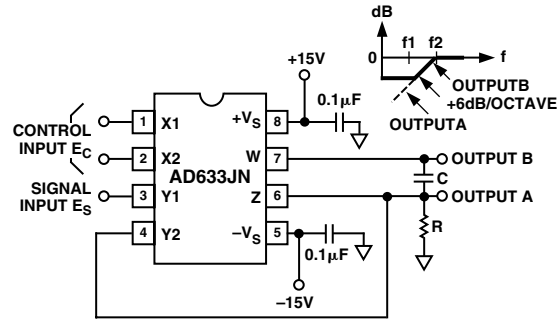 dB
f1 f2
0
f
OUTPUTB
+6dB/OCTAVE
OUTPUTA
+15V
0.1µF
CONTROL
INPUT EC
SIGNAL
INPUT ES
1 X1
2 X2
3 Y1
4 Y2
AD633JN
+VS 8
W 7
Z 6
–VS 5
OUTPUT B
C
OUTPUT A
R
0.1µF
–15V